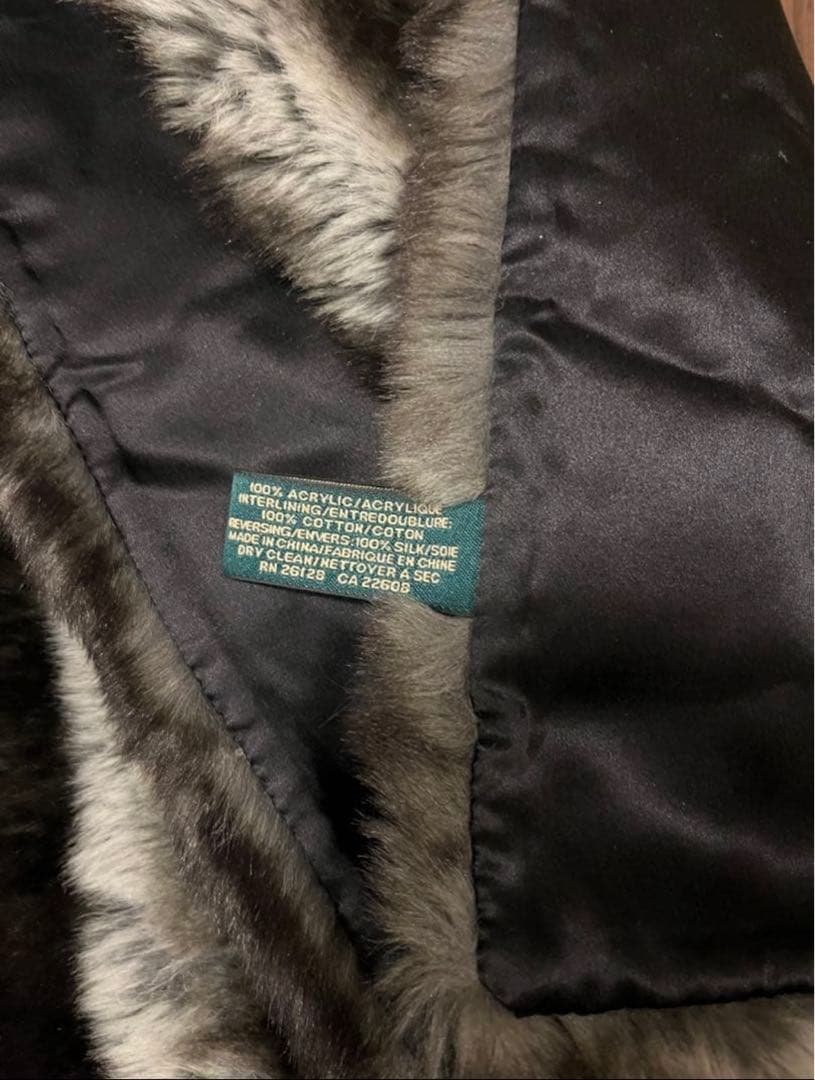 100% ACRYLIC/ACRYLIQUE
INTERLINING/ENTREDOUBLURE:
100% COTTON/COTON
REVERSING/ENVERS:100% SILK/SOIE
MADE IN CHINA/FABRIQUE EN CHINE
DRY CLEAN/NETTOYER A SEC
RN 26128 CA 22608